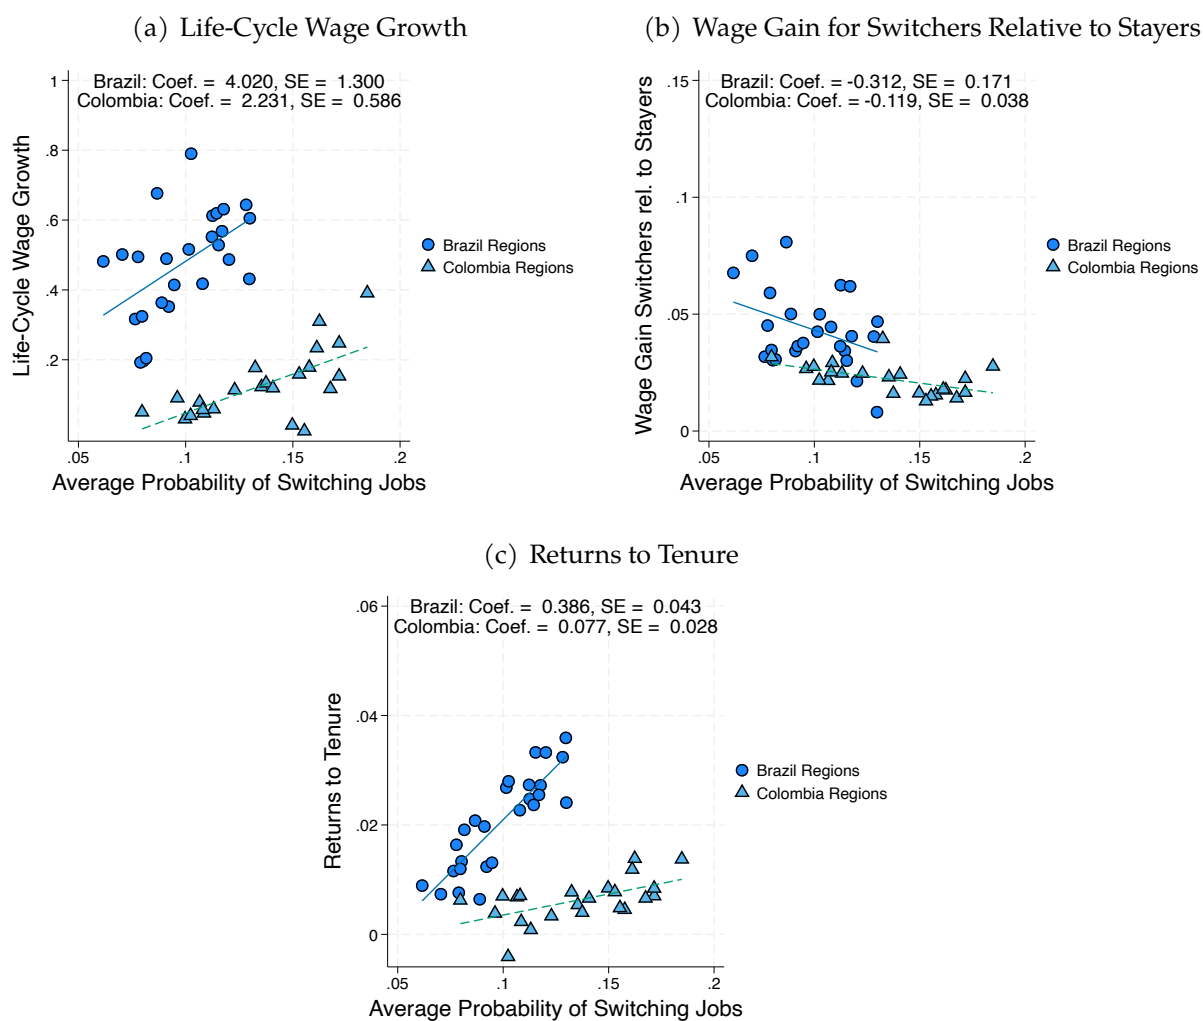 (a) Life-Cycle Wage Growth
Brazil: Coef. = 4.020, SE = 1.300
Colombia: Coef. = 2.231, SE = 0.586
Life-Cycle Wage Growth
1
.8
.6
.4
.2
.05
.1
.15
.2
Average Probability of Switching Jobs
Brazil Regions
Colombia Regions
(b) Wage Gain for Switchers Relative to Stayers
Brazil: Coef. = -0.312, SE = 0.171
Colombia: Coef. = -0.119, SE = 0.038
Wage Gain Switchers rel. to Stayers
.15
.1
.05
0
.05
.1
.15
.2
Average Probability of Switching Jobs
Brazil Regions
Colombia Regions
(c) Returns to Tenure
Brazil: Coef. = 0.386, SE = 0.043
Colombia: Coef. = 0.077, SE = 0.028
Returns to Tenure
.06
.04
.02
0
.05
.1
.15
.2
Average Probability of Switching Jobs
Brazil Regions
Colombia Regions